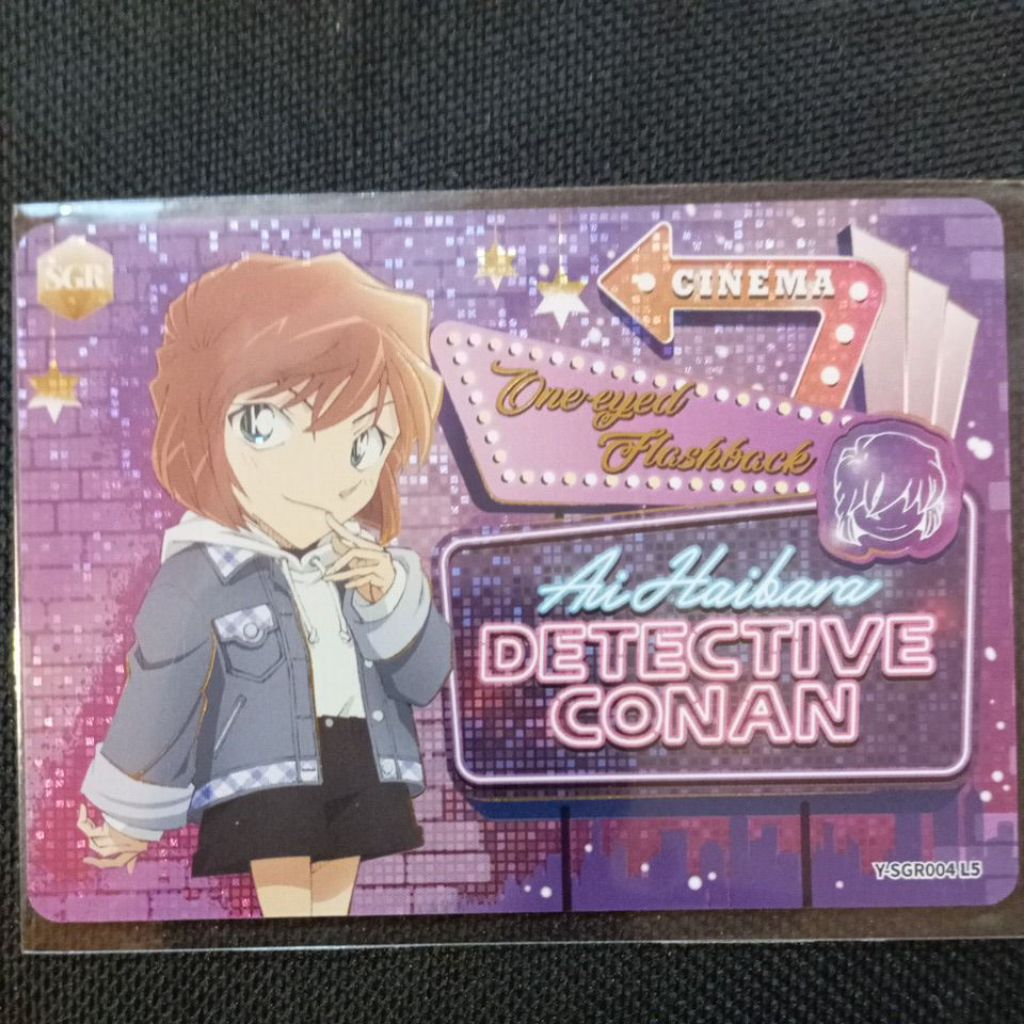 SGR
CINEMA
One-eyed
Flashback
Ai Haibara
DETECTIVE
CONAN
Y-SGR004 L5